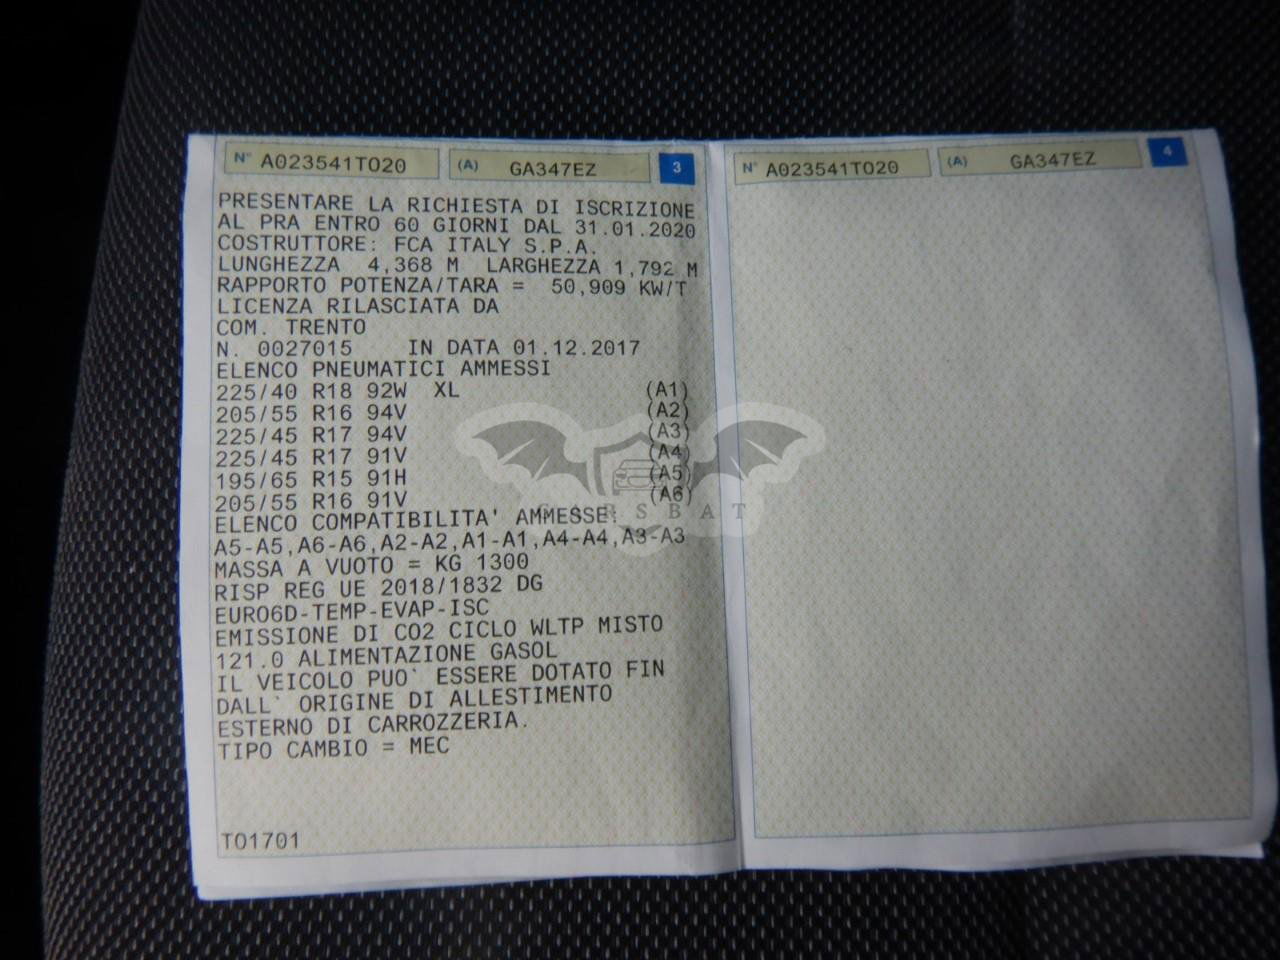 N° A023541TO20 (A) GA347EZ 3
PRESENTARE LA RICHIESTA DI ISCRIZIONE
AL PRA ENTRO 60 GIORNI DAL 31.01.2020
COSTRUTTORE: FCA ITALY S.P.A.
LUNGHEZZA 4,368 M LARGHEZZA 1,792 M
RAPPORTO POTENZA/TARA = 50,909 KW/T
LICENZA RILASCIATA DA
COM. TRENTO
N. 0027015 IN DATA 01.12.2017
ELENCO PNEUMATICI AMMESSI
225/40 R18 92W XL (A1)
205/55 R16 94V (A2)
225/45 R17 94V (A3)
225/45 R17 91V (A4)
195/65 R15 91H (A5)
205/55 R16 91V (A6)
ELENCO COMPATIBILITA' AMMESSE:
A5-A5,A6-A6,A2-A2,A1-A1,A4-A4,A3-A3
MASSA A VUOTO = KG 1300
RISP REG UE 2018/1832 DG
EURO6D-TEMP-EVAP-ISC
EMISSIONE DI CO2 CICLO WLTP MISTO
121.0 ALIMENTAZIONE GASOL
IL VEICOLO PUO` ESSERE DOTATO FIN
DALL` ORIGINE DI ALLESTIMENTO
ESTERNO DI CARROZZERIA.
TIPO CAMBIO = MEC
TO1701
N° A023541TO20 (A) GA347EZ 4
CARSBAT